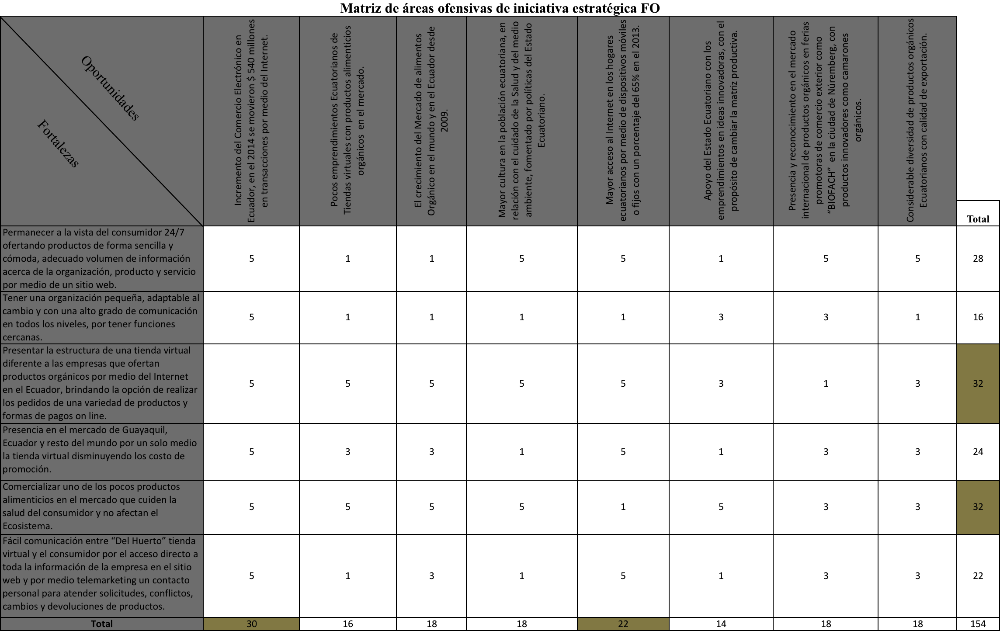 Matriz de áreas ofensivas de iniciativa estratégica FO
Oportunidades
Fortalezas
Incremento del Comercio Electrónico en
Ecuador, en el 2014 se movieron $ 540 millones
en transacciones por medio del Internet.
Pocos emprendimientos Ecuatorianos de
Tiendas virtuales con productos alimenticios
orgánicos en el mercado.
El crecimiento del Mercado de alimentos
Orgánico en el mundo y en el Ecuador desde
2009.
Mayor cultura en la población ecuatoriana, en
relación con el cuidado de la Salud y del medio
ambiente, fomentado por políticas del Estado
Ecuatoriano.
Mayor acceso al Internet en los hogares
ecuatorianos por medio de dispositivos móviles
o fijos con un porcentaje del 65% en el 2013.
Apoyo del Estado Ecuatoriano con los
emprendimientos en ideas innovadoras, con el
propósito de cambiar la matriz productiva.
Presencia y reconocimiento en el mercado
internacional de productos orgánicos en ferias
promotoras de comercio exterior como
“BIOFACH” en la ciudad de Núremberg, con
productos innovadores como camarones
orgánicos.
Considerable diversidad de productos orgánicos
Ecuatorianos con calidad de exportación.
Total
Permanecer a la vista del consumidor 24/7
ofertando productos de forma sencilla y
cómoda, adecuado volumen de información
acerca de la organización, producto y servicio
por medio de un sitio web.
5 1 1 5 5 1 5 5 28
Tener una organización pequeña, adaptable al
cambio y con una alto grado de comunicación
en todos los niveles, por tener funciones
cercanas.
5 1 1 1 1 3 3 1 16
Presentar la estructura de una tienda virtual
diferente a las empresas que ofertan
productos orgánicos por medio del Internet
en el Ecuador, brindando la opción de realizar
los pedidos de una variedad de productos y
formas de pagos on line.
5 5 5 5 5 3 1 3 32
Presencia en el mercado de Guayaquil,
Ecuador y resto del mundo por un solo medio
la tienda virtual disminuyendo los costo de
promoción.
5 3 3 1 5 1 3 3 24
Comercializar uno de los pocos productos
alimenticios en el mercado que cuiden la
salud del consumidor y no afectan el
Ecosistema.
5 5 5 5 1 5 3 3 32
Fácil comunicación entre “Del Huerto” tienda
virtual y el consumidor por el acceso directo a
toda la información de la empresa en el sitio
web y por medio telemarketing un contacto
personal para atender solicitudes, conflictos,
cambios y devoluciones de productos.
5 1 3 1 5 1 3 3 22
Total 30 16 18 18 22 14 18 18 154